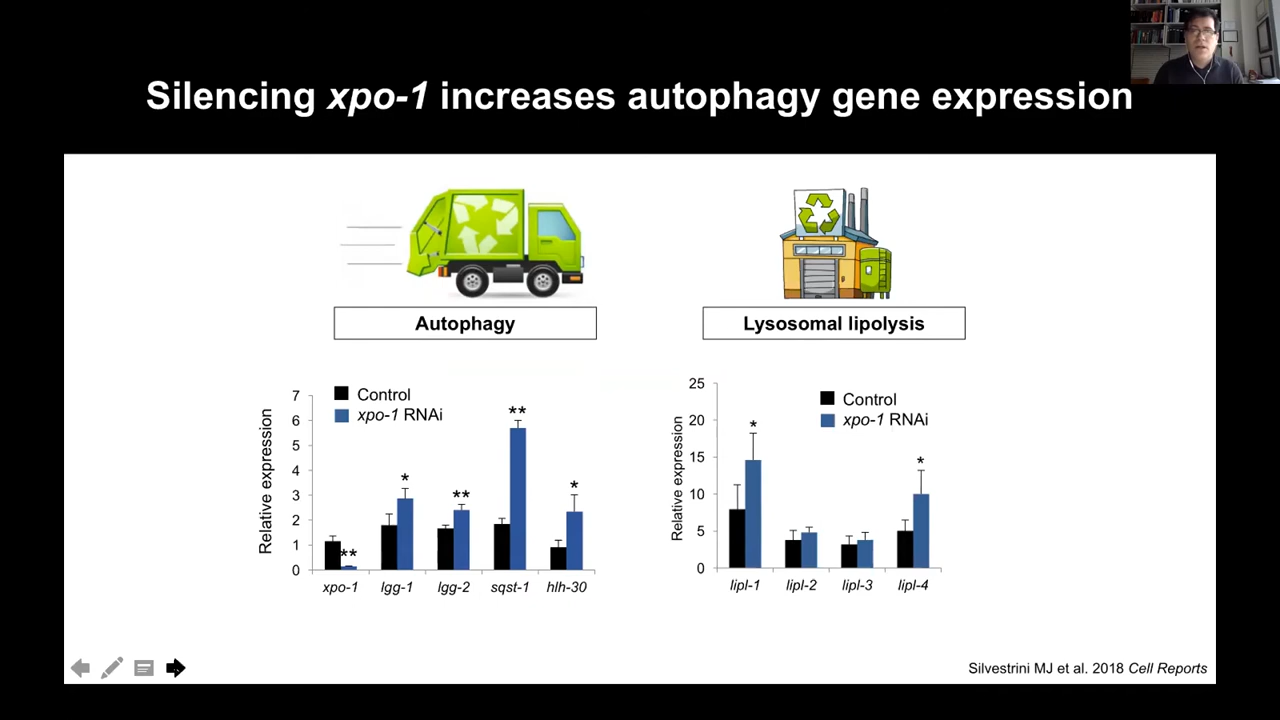 Silencing xpo-1 increases autophagy gene expression
Autophagy
Lysosomal lipolysis
Relative expression
7
6
5
4
3
2
1
0
Control
xpo-1 RNAi
**
*
**
**
*
xpo-1
lgg-1
lgg-2
sqst-1
hlh-30
Relative expression
25
20
15
10
5
0
Control
xpo-1 RNAi
*
*
lipl-1
lipl-2
lipl-3
lipl-4
Silvestrini MJ et al. 2018 Cell Reports